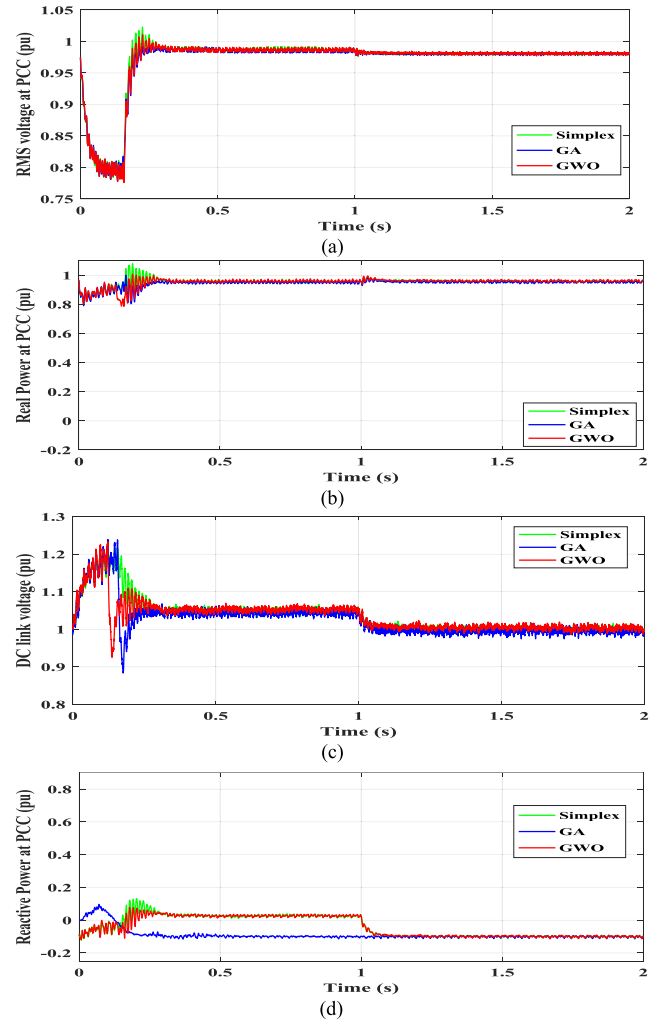 1.05
1
0.95
0.9
0.85
0.8
0.75
RMS voltage at PCC (pu)
Simplex
GA
GWO
0 0.5 1 1.5 2
Time (s)
(a)
1
0.8
0.6
0.4
0.2
0
-0.2
Real Power at PCC (pu)
Simplex
GA
GWO
0 0.5 1 1.5 2
Time (s)
(b)
1.3
1.2
1.1
1
0.9
0.8
DC link voltage (pu)
Simplex
GA
GWO
0 0.5 1 1.5 2
Time (s)
(c)
0.8
0.6
0.4
0.2
0
-0.2
Reactive Power at PCC (pu)
Simplex
GA
GWO
0 0.5 1 1.5 2
Time (s)
(d)